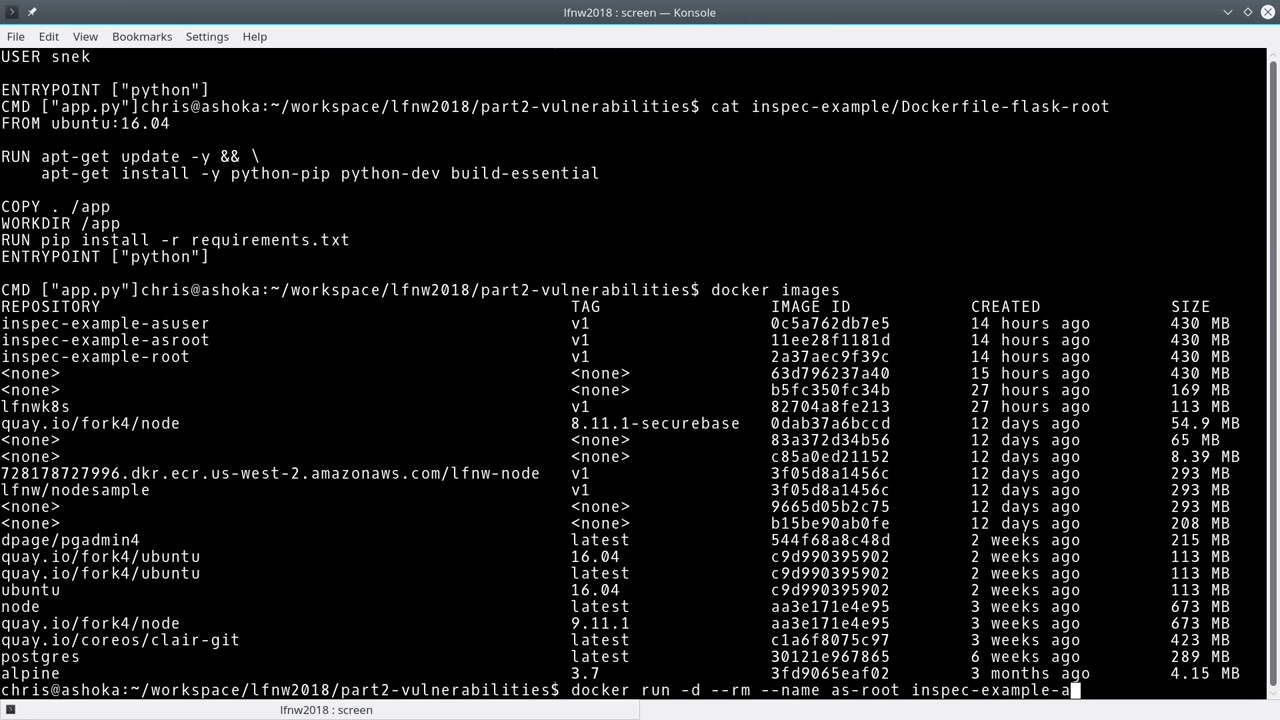 lfnw2018 : screen — Konsole
File Edit View Bookmarks Settings Help
USER snek
ENTRYPOINT ["python"]
CMD ["app.py"]chris@ashoka:~/workspace/lfnw2018/part2-vulnerabilities$ cat inspec-example/Dockerfile-flask-root
FROM ubuntu:16.04
RUN apt-get update -y && \
    apt-get install -y python-pip python-dev build-essential
COPY . /app
WORKDIR /app
RUN pip install -r requirements.txt
ENTRYPOINT ["python"]
CMD ["app.py"]chris@ashoka:~/workspace/lfnw2018/part2-vulnerabilities$ docker images
REPOSITORY TAG IMAGE ID CREATED SIZE
inspec-example-asuser v1 0c5a762db7e5 14 hours ago 430 MB
inspec-example-asroot v1 11ee28f1181d 14 hours ago 430 MB
inspec-example-root v1 2a37aec9f39c 14 hours ago 430 MB
<none> <none> 63d796237a40 15 hours ago 430 MB
<none> <none> b5fc350fc34b 27 hours ago 169 MB
lfnwk8s v1 82704a8fe213 27 hours ago 113 MB
quay.io/fork4/node 8.11.1-securebase 0dab37a6bccd 12 days ago 54.9 MB
<none> <none> 83a372d34b56 12 days ago 65 MB
<none> <none> c85a0ed21152 12 days ago 8.39 MB
728178727996.dkr.ecr.us-west-2.amazonaws.com/lfnw-node v1 3f05d8a1456c 12 days ago 293 MB
lfnw/nodesample v1 3f05d8a1456c 12 days ago 293 MB
<none> <none> 9665d05b2c75 12 days ago 293 MB
<none> <none> b15be90ab0fe 12 days ago 208 MB
dpage/pgadmin4 latest 544f68a8c48d 2 weeks ago 215 MB
quay.io/fork4/ubuntu 16.04 c9d990395902 2 weeks ago 113 MB
quay.io/fork4/ubuntu latest c9d990395902 2 weeks ago 113 MB
ubuntu 16.04 c9d990395902 2 weeks ago 113 MB
node latest aa3e171e4e95 3 weeks ago 673 MB
quay.io/fork4/node 9.11.1 aa3e171e4e95 3 weeks ago 673 MB
quay.io/coreos/clair-git latest c1a6f8075c97 3 weeks ago 423 MB
postgres latest 30121e967865 6 weeks ago 289 MB
alpine 3.7 3fd9065eaf02 3 months ago 4.15 MB
chris@ashoka:~/workspace/lfnw2018/part2-vulnerabilities$ docker run -d --rm --name as-root inspec-example-a
lfnw2018 : screen